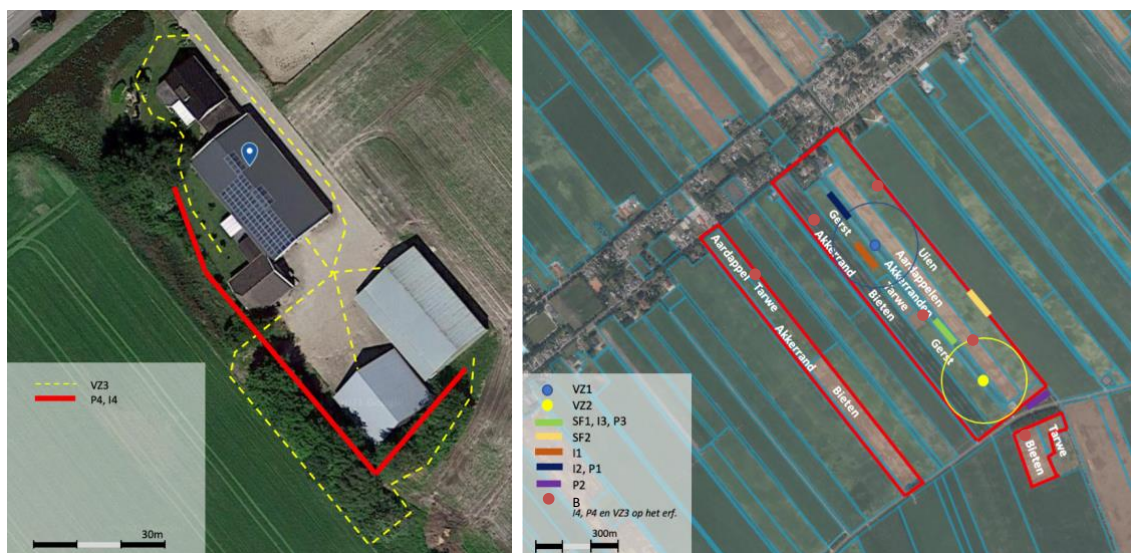 VZ3
P4, I4
30m
Gerst
Akkerrand
Uien
Aardappelen
Akkerranden
Tarwe
Bieten
Gerst
Aardappel
Tarwe
Akkerrand
Bieten
Tarwe
Bieten
VZ1
VZ2
SF1, I3, P3
SF2
I1
I2, P1
P2
B
I4, P4 en VZ3 op het erf.
300m